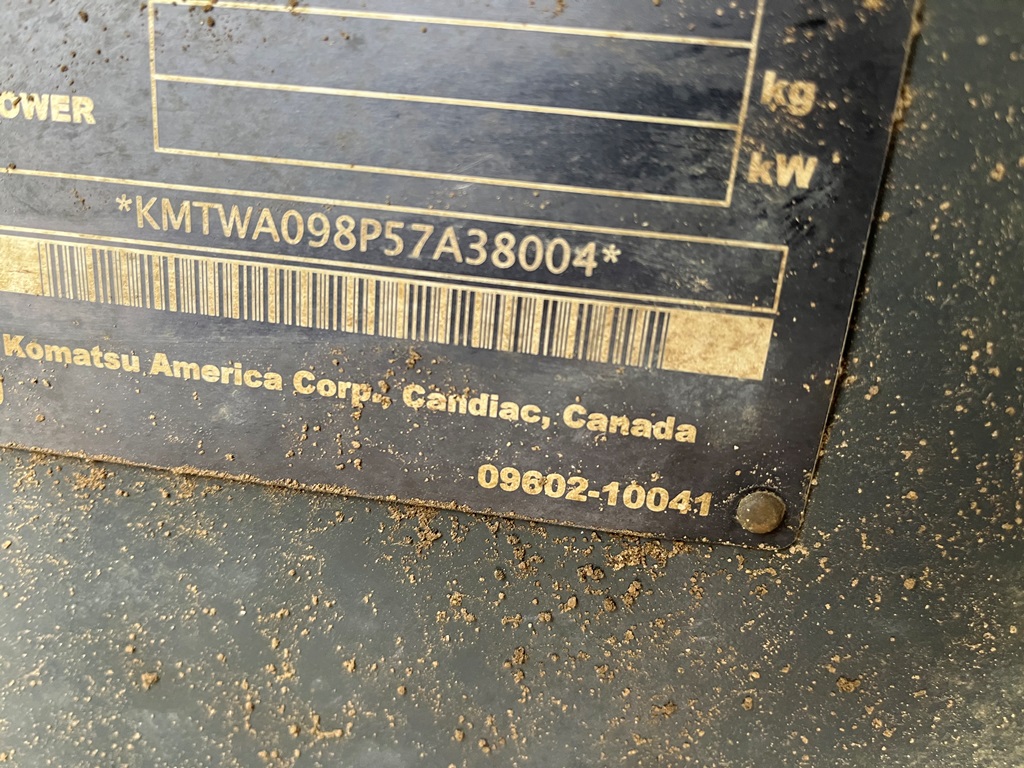 kg
OWER
kW
*KMTWA098P57A38004*
Komatsu America Corp., Candiac, Canada
09602-10041